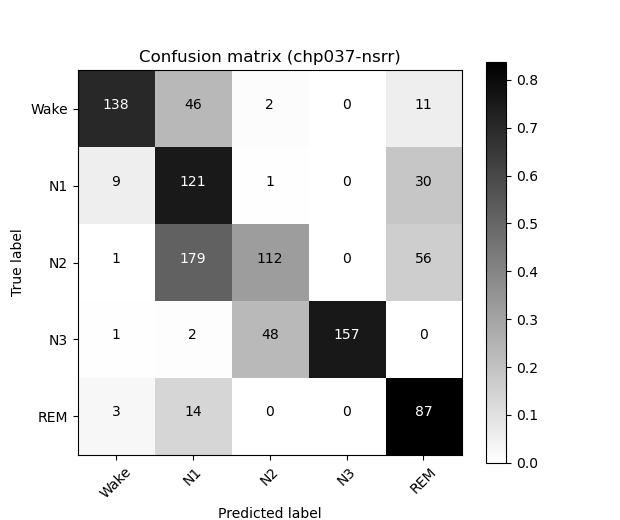 Confusion matrix (chp037-nsrr)
True label
Wake 138 46 2 0 11
N1 9 121 1 0 30
N2 1 179 112 0 56
N3 1 2 48 157 0
REM 3 14 0 0 87
Wake N1 N2 N3 REM
Predicted label
0.8
0.7
0.6
0.5
0.4
0.3
0.2
0.1
0.0